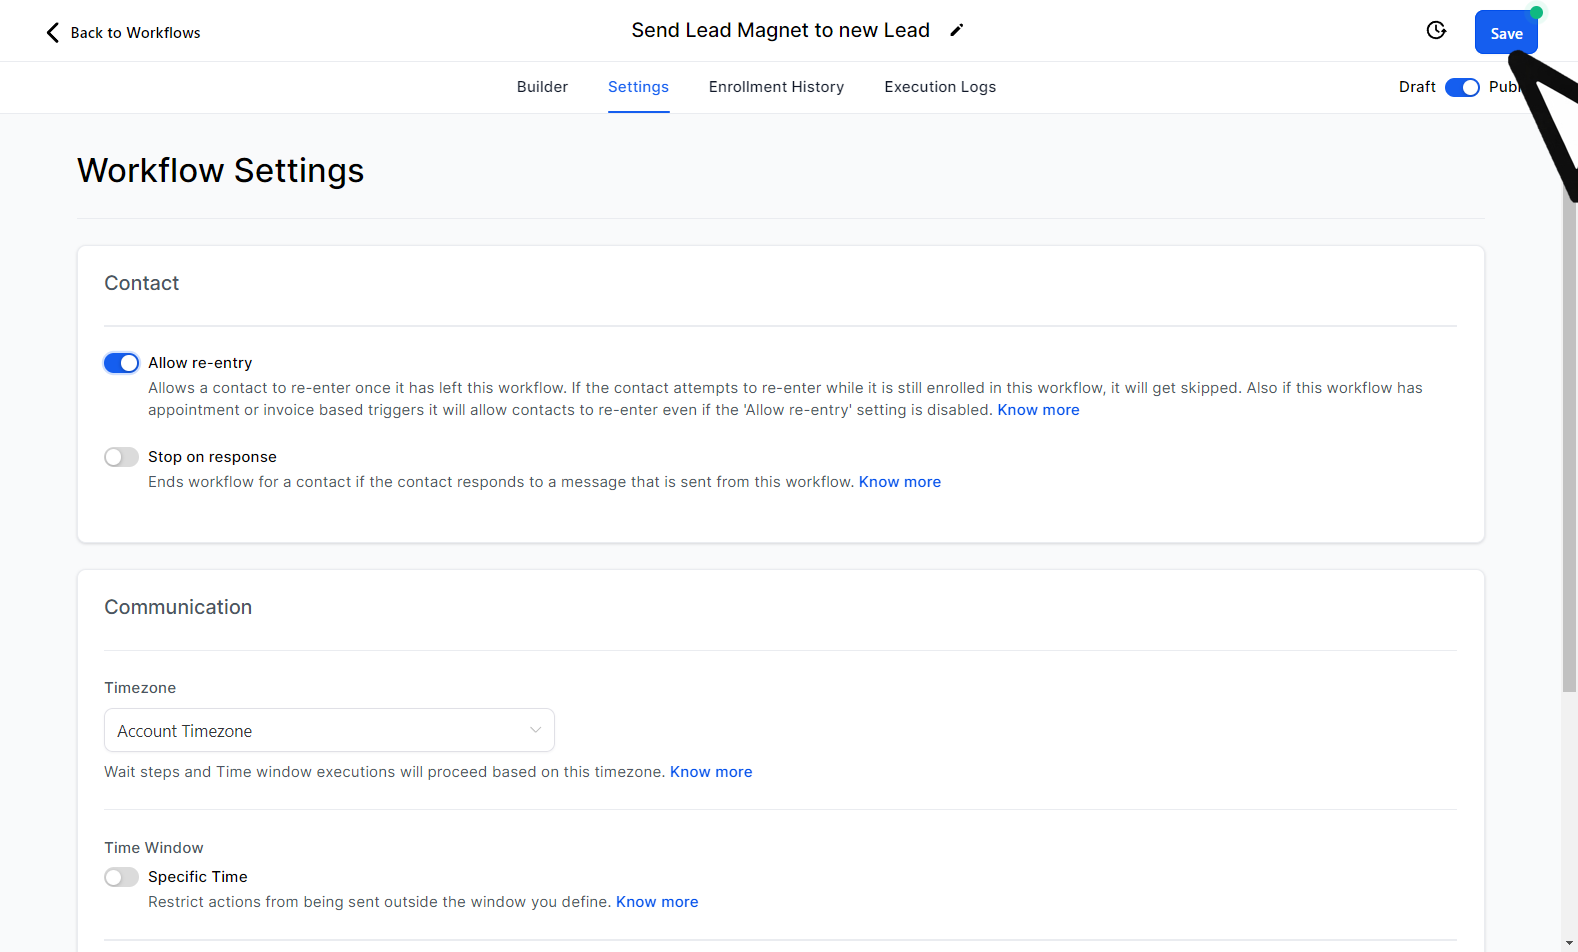 Back to Workflows
Send Lead Magnet to new Lead
Save
Builder
Settings
Enrollment History
Execution Logs
Draft
Workflow Settings
Contact
Allow re-entry
Allows a contact to re-enter once it has left this workflow. If the contact attempts to re-enter while it is still enrolled in this workflow, it will get skipped. Also if this workflow has
appointment or invoice based triggers it will allow contacts to re-enter even if the 'Allow re-entry' setting is disabled. Know more
Stop on response
Ends workflow for a contact if the contact responds to a message that is sent from this workflow. Know more
Communication
Timezone
Account Timezone
Wait steps and Time window executions will proceed based on this timezone. Know more
Time Window
Specific Time
Restrict actions from being sent outside the window you define. Know more